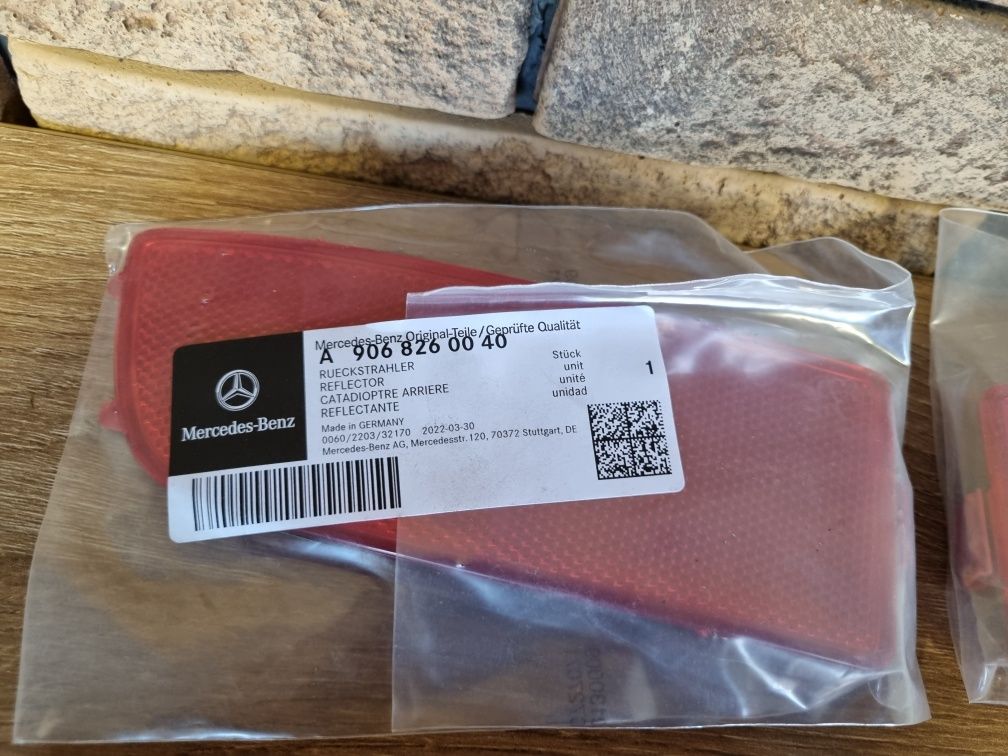 Mercedes-Benz Original-Teile/Geprüfte Qualität
A 906 826 00 40
RUECKSTRAHLER
REFLECTOR
CATADIOPTRE ARRIERE
REFLECTANTE
Stück
unit
unité
unidad
1
Made in GERMANY
0060/2203/32170 2022-03-30
Mercedes-Benz AG, Mercedesstr.120, 70372 Stuttgart, DE
Mercedes-Benz